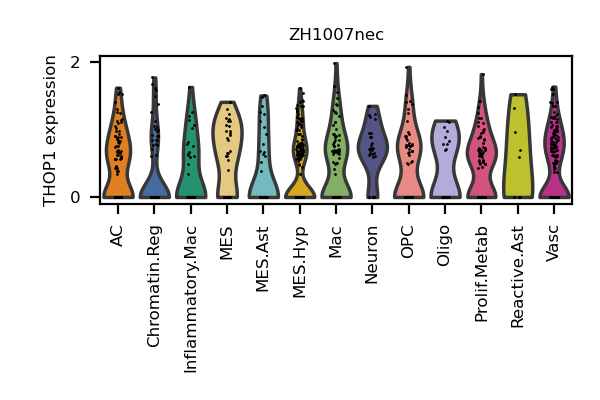 ZH1007nec
THOP1 expression
2
0
AC
Chromatin.Reg
Inflammatory.Mac
MES
MES.Ast
MES.Hyp
Mac
Neuron
OPC
Oligo
Prolif.Metab
Reactive.Ast
Vasc